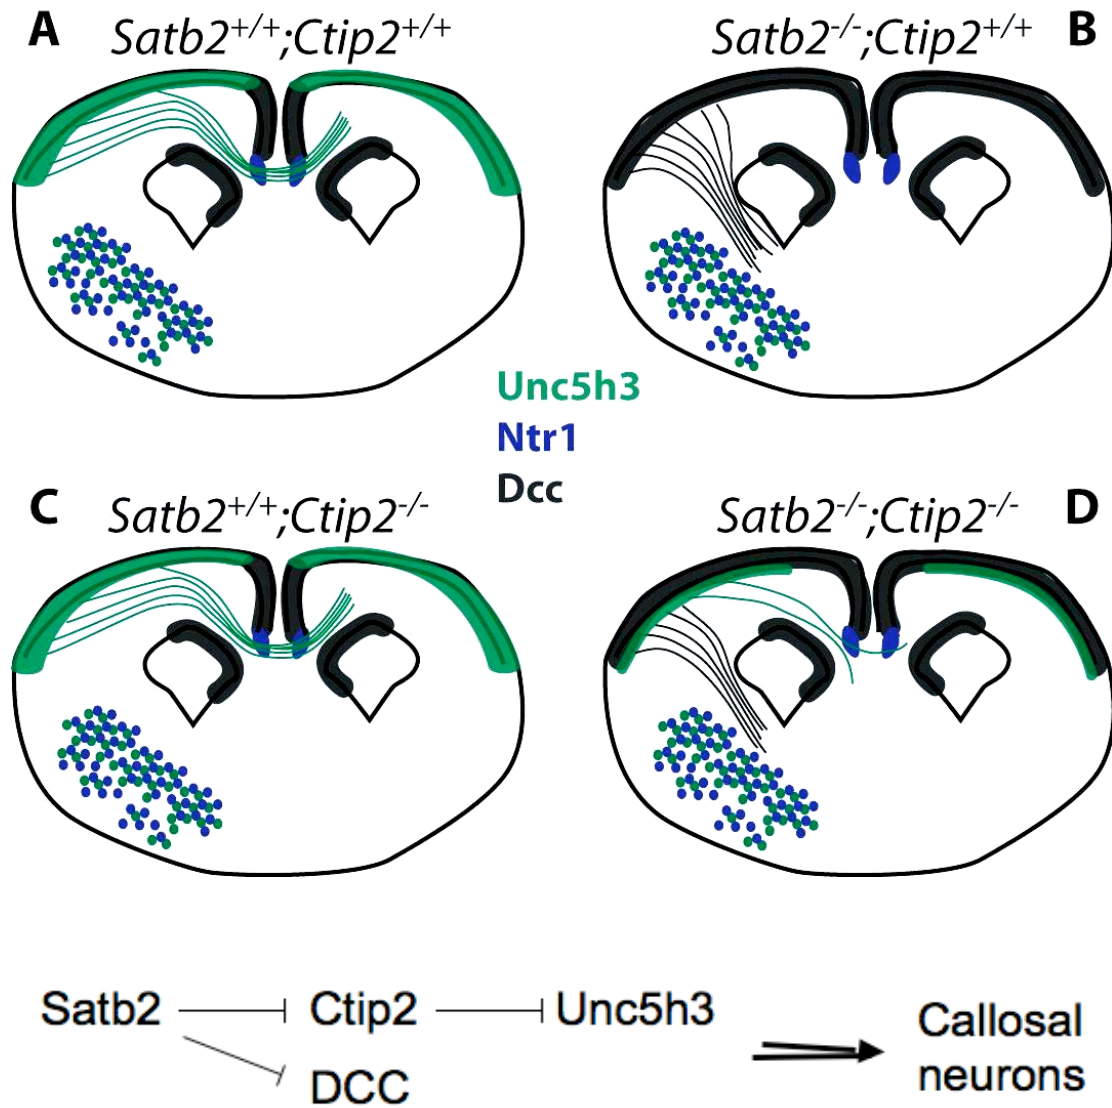 A Satb2+/+;Ctip2+/+
Satb2-/-;Ctip2+/+ B
Unc5h3
Ntr1
Dcc
C Satb2+/+;Ctip2-/-
Satb2-/-;Ctip2-/- D
Satb2 Ctip2 Unc5h3
DCC
Callosal
neurons